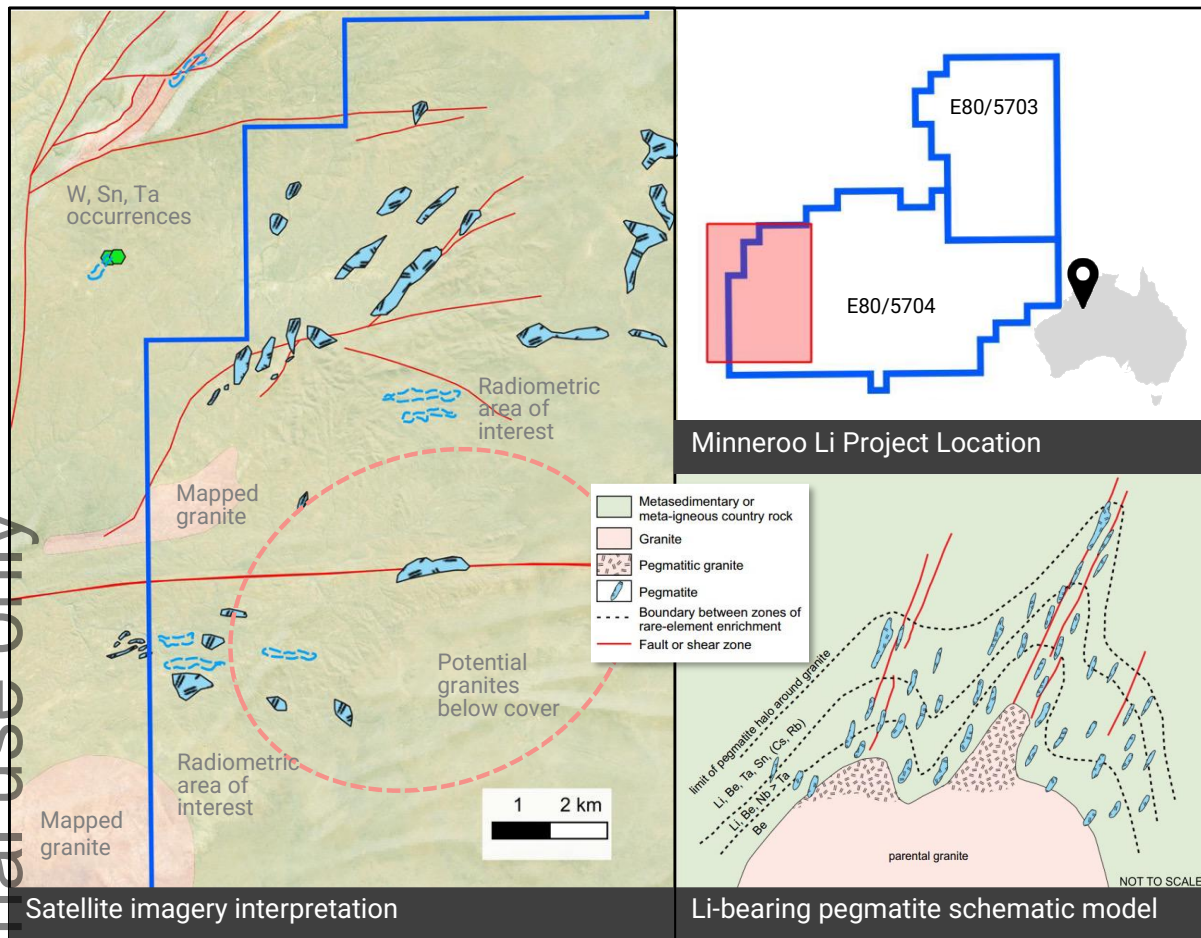 W, Sn, Ta
occurrences
Radiometric
area of
interest
Mapped
granite
Potential
granites
below cover
Radiometric
area of
interest
Mapped
granite
1 2 km
Satellite imagery interpretation
use only
E80/5703
E80/5704
Minneroo Li Project Location
Metasedimentary or
meta-igneous country rock
Granite
Pegmatitic granite
Pegmatite
Boundary between zones of
rare-element enrichment
Fault or shear zone
limit of pegmatite halo around granite
Li, Be, Ta, Sn, (Cs, Rb)
Li, Be, Nb > Ta
Be
parental granite
NOT TO SCALE
Li-bearing pegmatite schematic model